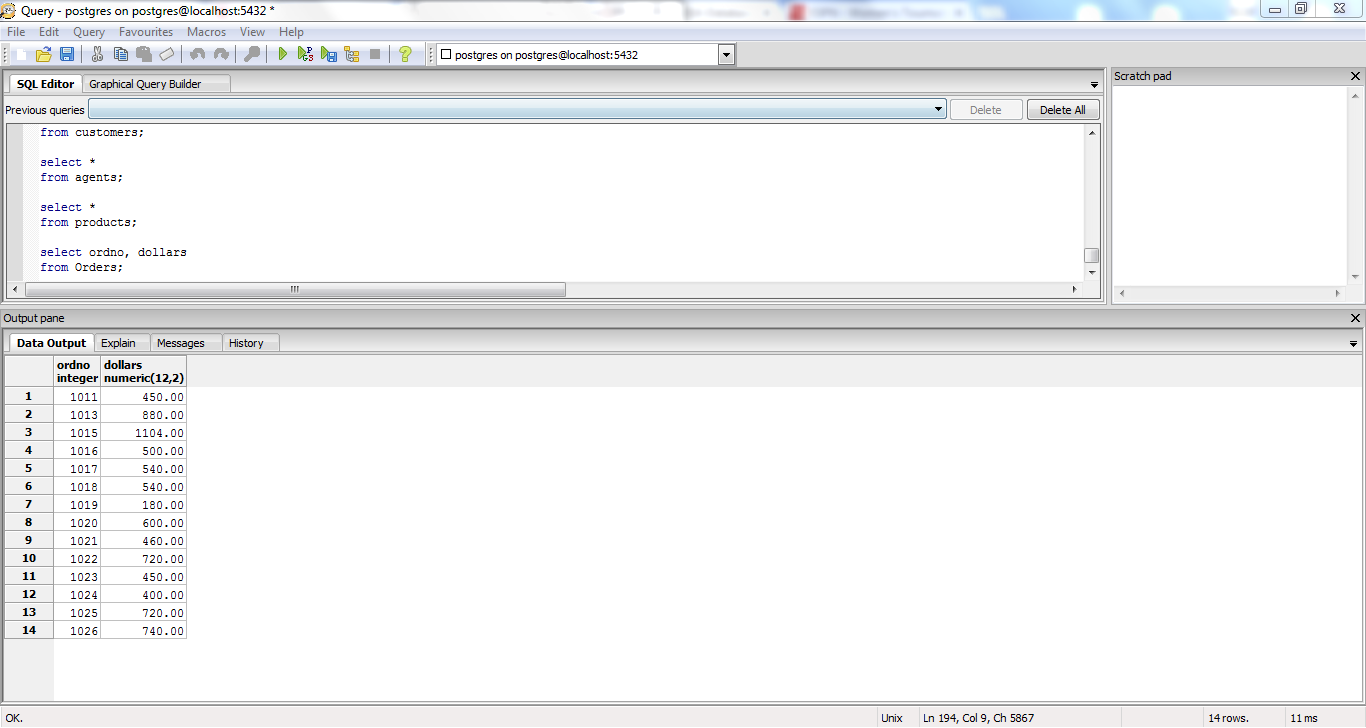 Query - postgres on postgres@localhost:5432 *
File Edit Query Favourites Macros View Help
postgres on postgres@localhost:5432
SQL Editor Graphical Query Builder
Previous queries Delete Delete All
from customers;
select *
from agents;
select *
from products;
select ordno, dollars
from Orders;
Scratch pad
Output pane
Data Output Explain Messages History
ordno dollars
integer numeric(12,2)
1 1011 450.00
2 1013 880.00
3 1015 1104.00
4 1016 500.00
5 1017 540.00
6 1018 540.00
7 1019 180.00
8 1020 600.00
9 1021 460.00
10 1022 720.00
11 1023 450.00
12 1024 400.00
13 1025 720.00
14 1026 740.00
OK. Unix Ln 194, Col 9, Ch 5867 14 rows. 11 ms